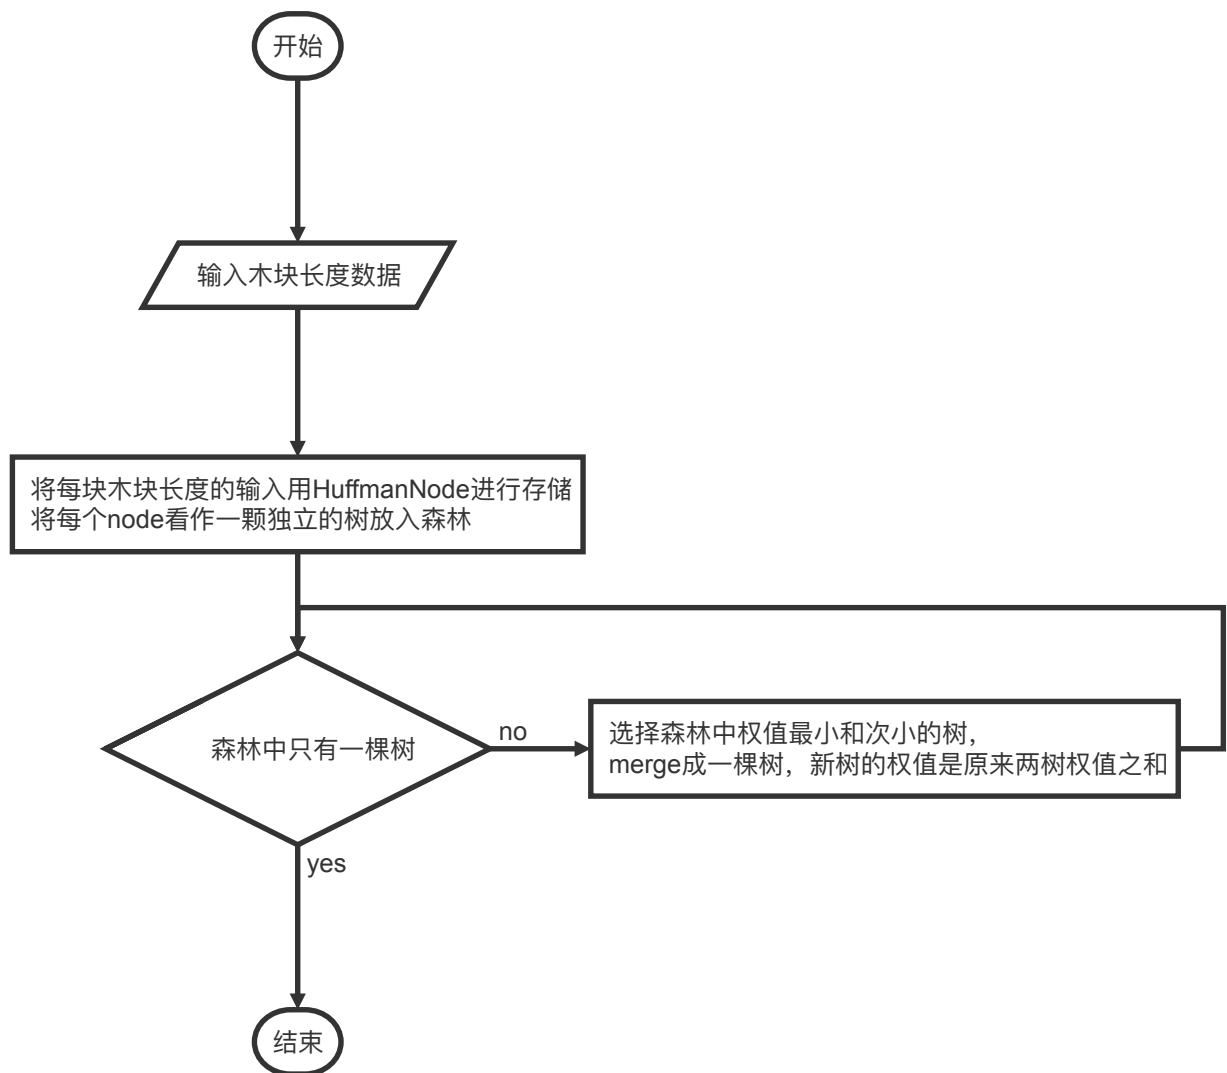 开始
输入木块长度数据
将每块木块长度的输入用HuffmanNode进行存储
将每个node看作一颗独立的树放入森林
森林中只有一棵树
no
选择森林中权值最小和次小的树，
merge成一棵树，新树的权值是原来两树权值之和
yes
结束